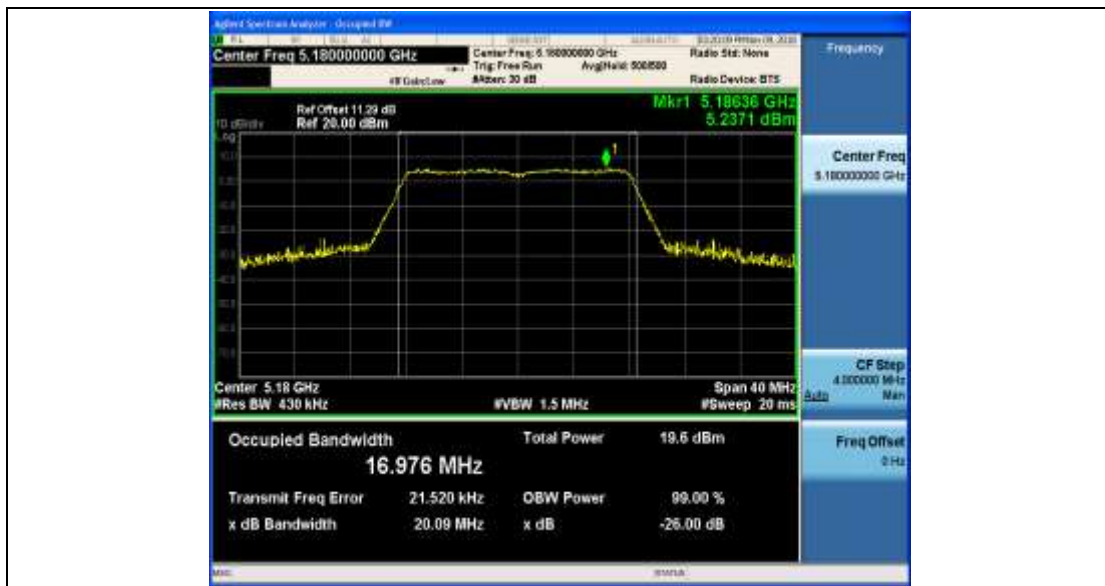 Agilent Spectrum Analyzer - Occupied BW
Center Freq 5.180000000 GHz
Center Freq: 5.180000000 GHz
Radio Std: None
Trig: Free Run
Avg|Hold: 500/500
#IFGain:Low
#Atten: 30 dB
Radio Device: BTS
Frequency
Ref Offset 11.29 dB
Mkr1 5.18636 GHz
10 dB/div
Ref 20.00 dBm
5.2371 dBm
Log
1
Center Freq
5.180000000 GHz
Center 5.18 GHz
Span 40 MHz
#Res BW 430 kHz
#VBW 1.5 MHz
#Sweep 20 ms
CF Step
4.000000 MHz
Auto
Man
Occupied Bandwidth
Total Power
19.6 dBm
16.976 MHz
Freq Offset
0 Hz
Transmit Freq Error
21.520 kHz
OBW Power
99.00 %
x dB Bandwidth
20.09 MHz
x dB
-26.00 dB
MSG
STATUS